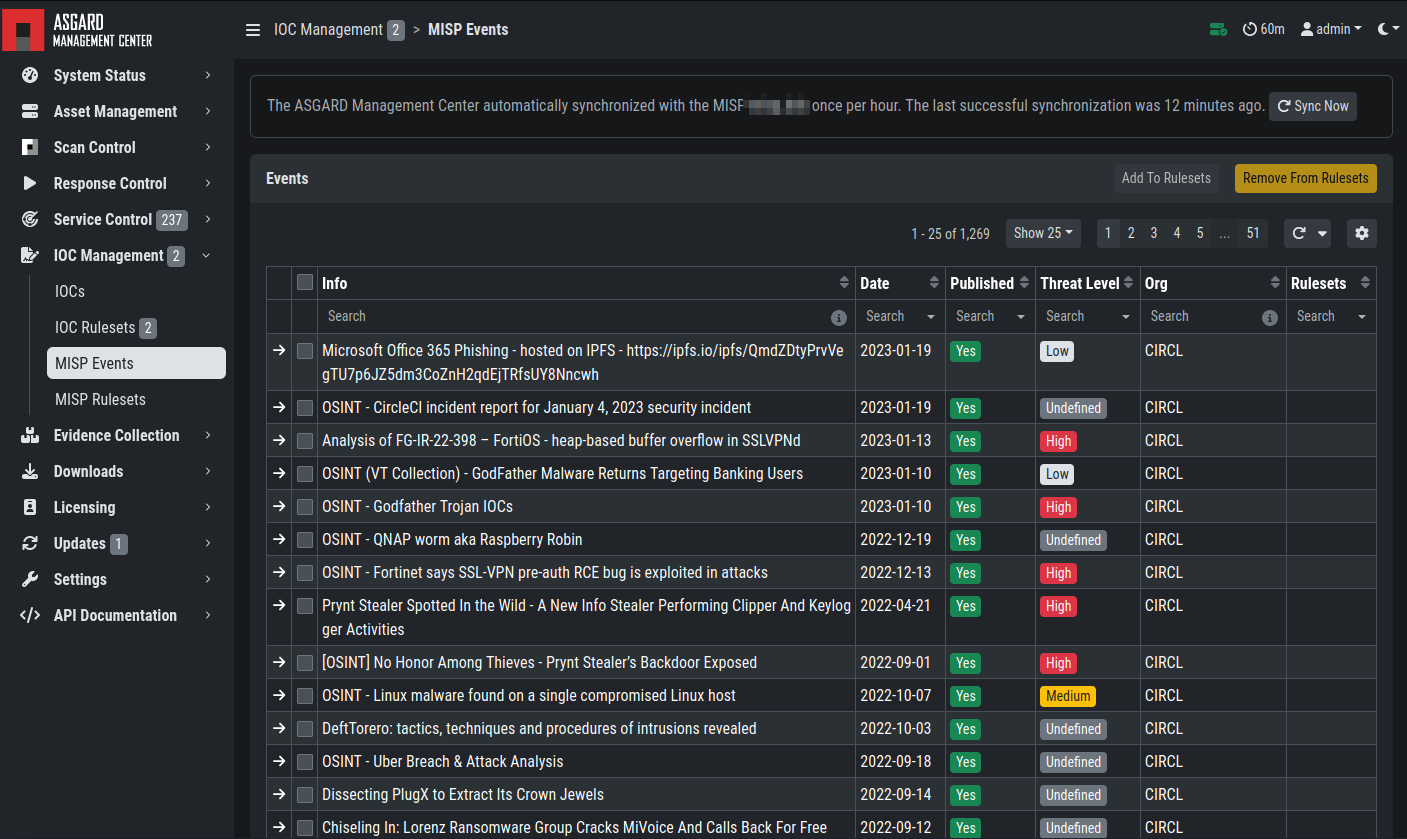 ASGARD
MANAGEMENT CENTER
IOC Management 2 > MISP Events
60m admin
System Status
Asset Management
Scan Control
Response Control
Service Control 237
IOC Management 2
IOCs
IOC Rulesets 2
MISP Events
MISP Rulesets
Evidence Collection
Downloads
Licensing
Updates 1
Settings
API Documentation
The ASGARD Management Center automatically synchronized with the MISP once per hour. The last successful synchronization was 12 minutes ago. Sync Now
Events Add To Rulesets Remove From Rulesets
1 - 25 of 1,269 Show 25 1 2 3 4 5 ... 51
Info Date Published Threat Level Org Rulesets
Search Search Search Search Search Search
Microsoft Office 365 Phishing - hosted on IPFS - https://ipfs.io/ipfs/QmdZDtyPrvVe 2023-01-19 Yes Low CIRCL
gTU7p6JZ5dm3CoZnH2qdEjTRfsUY8Nncwh
OSINT - CircleCI incident report for January 4, 2023 security incident 2023-01-19 Yes Undefined CIRCL
Analysis of FG-IR-22-398 – FortiOS - heap-based buffer overflow in SSLVPNd 2023-01-13 Yes High CIRCL
OSINT (VT Collection) - GodFather Malware Returns Targeting Banking Users 2023-01-10 Yes Low CIRCL
OSINT - Godfather Trojan IOCs 2023-01-10 Yes High CIRCL
OSINT - QNAP worm aka Raspberry Robin 2022-12-19 Yes Undefined CIRCL
OSINT - Fortinet says SSL-VPN pre-auth RCE bug is exploited in attacks 2022-12-13 Yes High CIRCL
Prynt Stealer Spotted In the Wild - A New Info Stealer Performing Clipper And Keylog 2022-04-21 Yes High CIRCL
ger Activities
[OSINT] No Honor Among Thieves - Prynt Stealer’s Backdoor Exposed 2022-09-01 Yes High CIRCL
OSINT - Linux malware found on a single compromised Linux host 2022-10-07 Yes Medium CIRCL
DeftTorero: tactics, techniques and procedures of intrusions revealed 2022-10-03 Yes Undefined CIRCL
OSINT - Uber Breach & Attack Analysis 2022-09-18 Yes Undefined CIRCL
Dissecting PlugX to Extract Its Crown Jewels 2022-09-14 Yes Undefined CIRCL
Chiseling In: Lorenz Ransomware Group Cracks MiVoice And Calls Back For Free 2022-09-12 Yes Undefined CIRCL